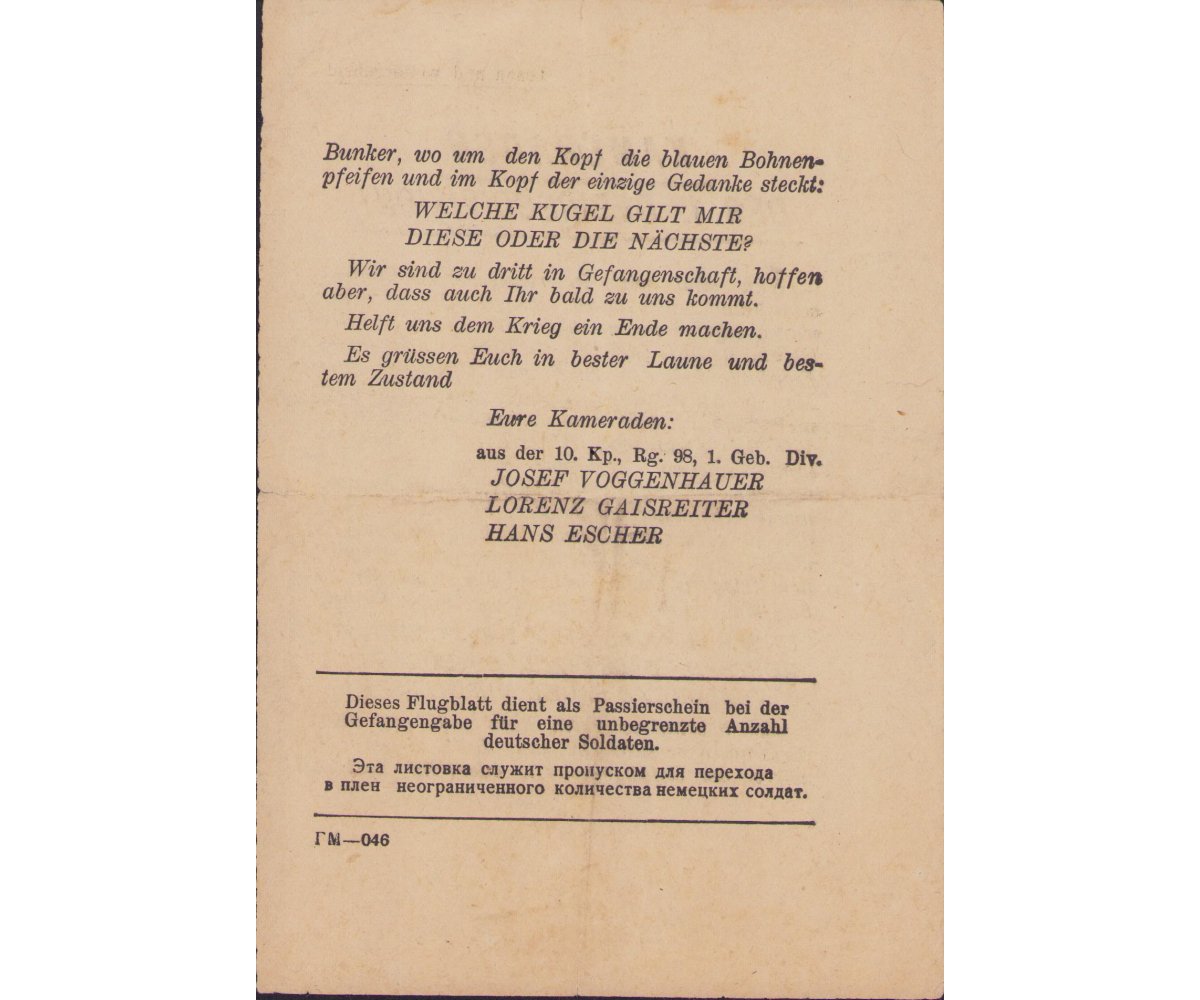 Bunker, wo um den Kopf die blauen Bohnen-
pfeifen und im Kopf der einzige Gedanke steckt:
WELCHE KUGEL GILT MIR
DIESE ODER DIE NÄCHSTE?
Wir sind zu dritt in Gefangenschaft, hoffen
aber, dass auch Ihr bald zu uns kommt.
Helft uns dem Krieg ein Ende machen.
Es grüssen Euch in bester Laune und bes-
tem Zustand
Eure Kameraden:
aus der 10. Kp., Rg. 98, 1. Geb. Div.
JOSEF VOGGENHAUER
LORENZ GAISREITER
HANS ESCHER
Dieses Flugblatt dient als Passierschein bei der
Gefangengabe für eine unbegrenzte Anzahl
deutscher Soldaten.
Эта листовка служит пропуском для перехода
в плен неограниченного количества немецких солдат.
ГМ—046